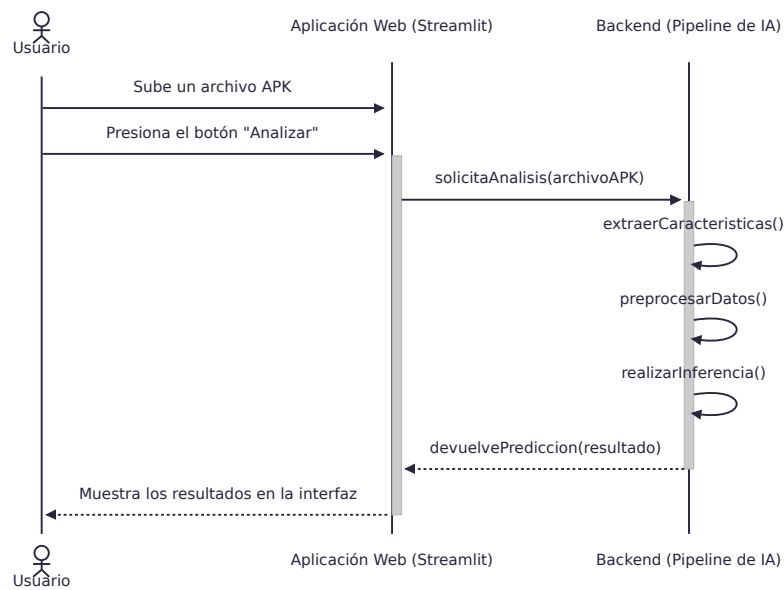 Usuario
Aplicación Web (Streamlit)
Backend (Pipeline de IA)
Sube un archivo APK
Presiona el botón "Analizar"
solicitaAnalisis(archivoAPK)
extraerCaracteristicas()
preprocesarDatos()
realizarInferencia()
devuelvePrediccion(resultado)
Muestra los resultados en la interfaz
Usuario
Aplicación Web (Streamlit)
Backend (Pipeline de IA)